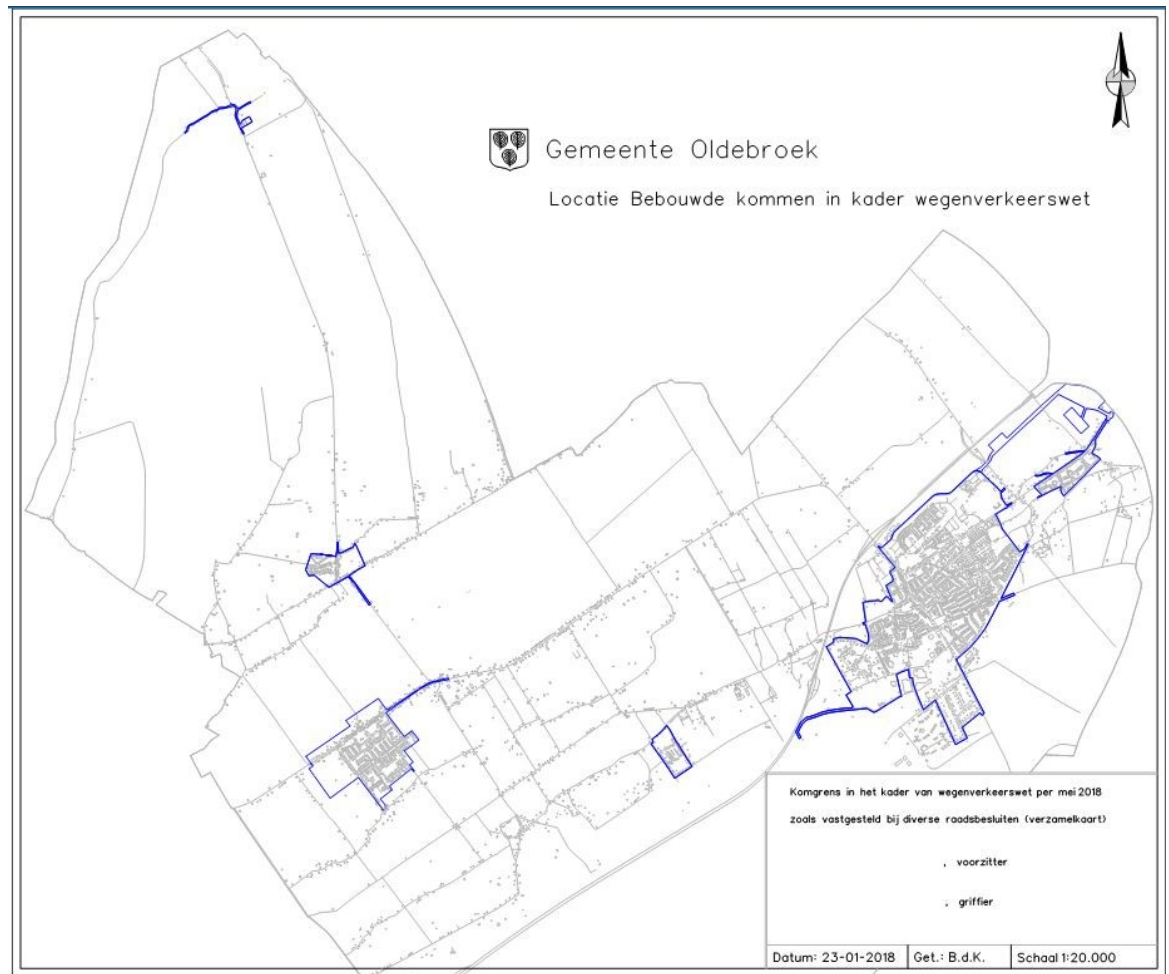 Gemeente Oldebroek
Locatie Bebouwde kommen in kader wegenverkeerswet
Komgrens in het kader van wegenverkeerswet per mei 2018
zoals vastgesteld bij diverse raadsbesluiten (verzamelkaart)
, voorzitter
, griffier
Datum: 23-01-2018 Get.: B.d.K. Schaal 1:20.000